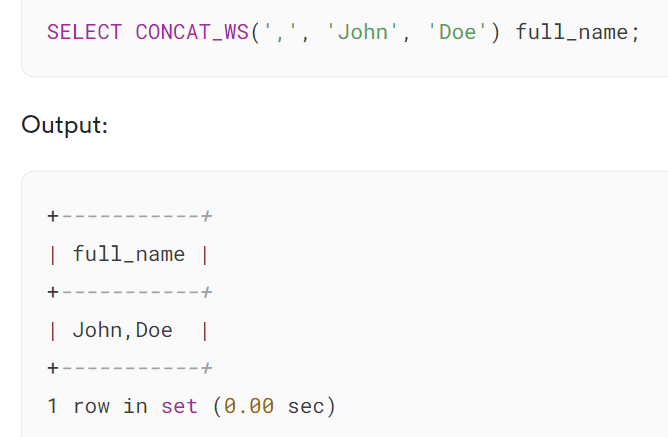 SELECT CONCAT_WS(',', 'John', 'Doe') full_name;
Output:
+-----------+
| full_name |
+-----------+
| John,Doe  |
+-----------+
1 row in set (0.00 sec)